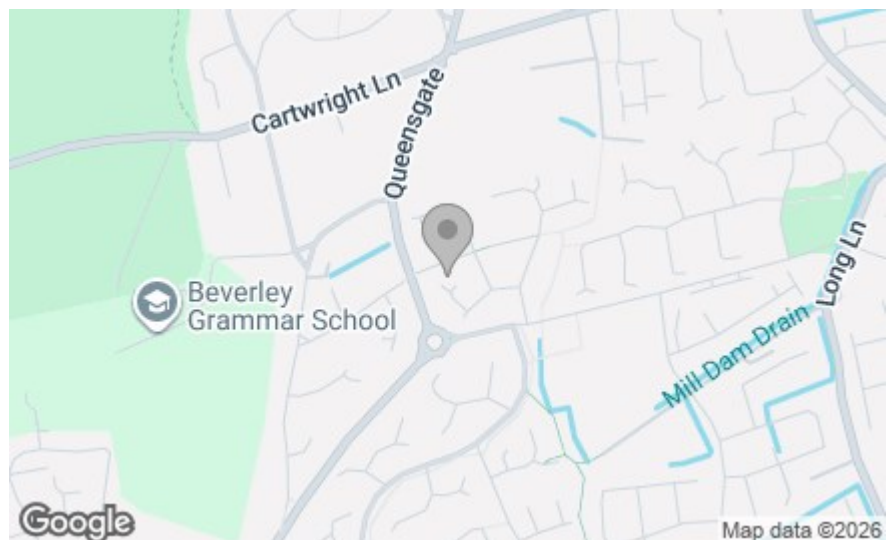 Cartwright Ln
Queensgate
Beverley
Grammar School
Long Ln
Mill Dam Drain
Google
Map data ©2026